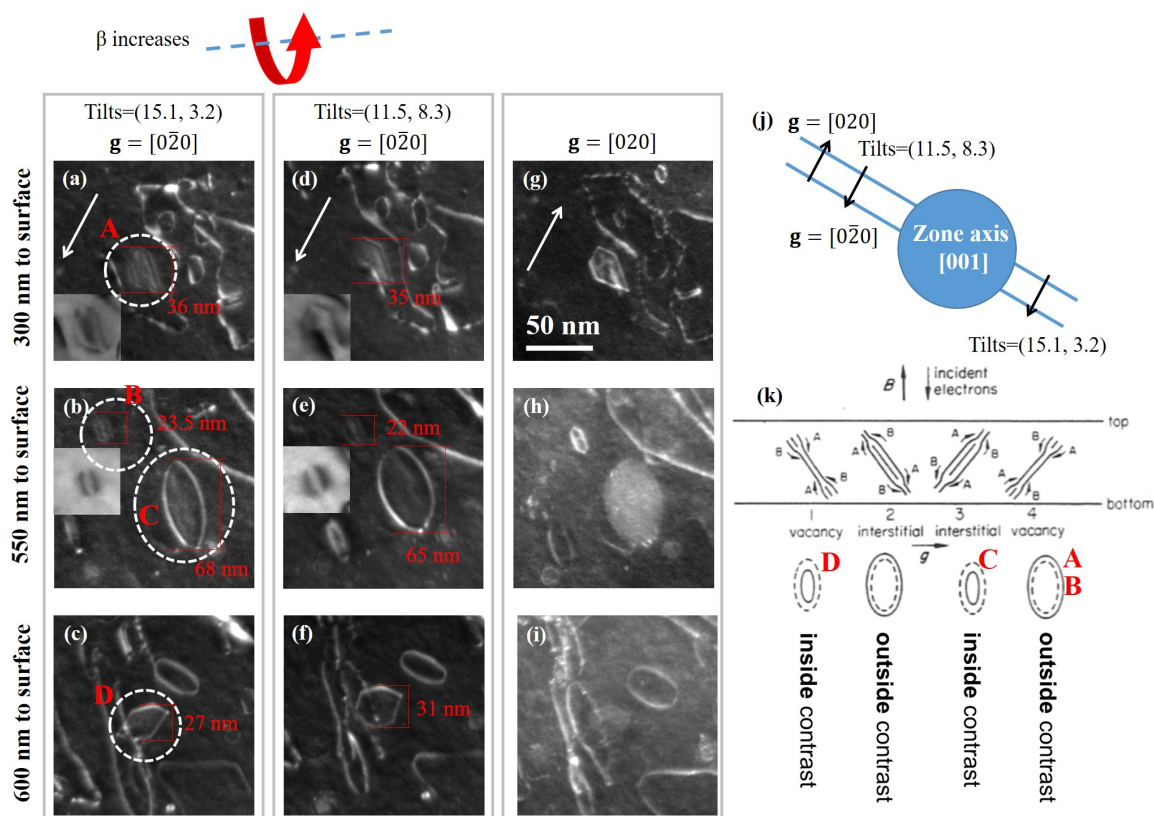 β increases
Tilts=(15.1, 3.2)
g = [02̄0]
Tilts=(11.5, 8.3)
g = [02̄0]
g = [020]
300 nm to surface
(a)
A
36 nm
(d)
35 nm
(g)
50 nm
550 nm to surface
(b)
B
23.5 nm
C
68 nm
(e)
22 nm
65 nm
(h)
600 nm to surface
(c)
D
27 nm
(f)
31 nm
(i)
(j)
g = [020]
Tilts=(11.5, 8.3)
g = [02̄0]
Zone axis
[001]
Tilts=(15.1, 3.2)
(k)
B
incident
electrons
top
A B B A
B A A B
B A B A
A B A B
bottom
1 2 3 4
vacancy interstitial interstitial vacancy
g
D C A
B
inside contrast
outside contrast
inside contrast
outside contrast